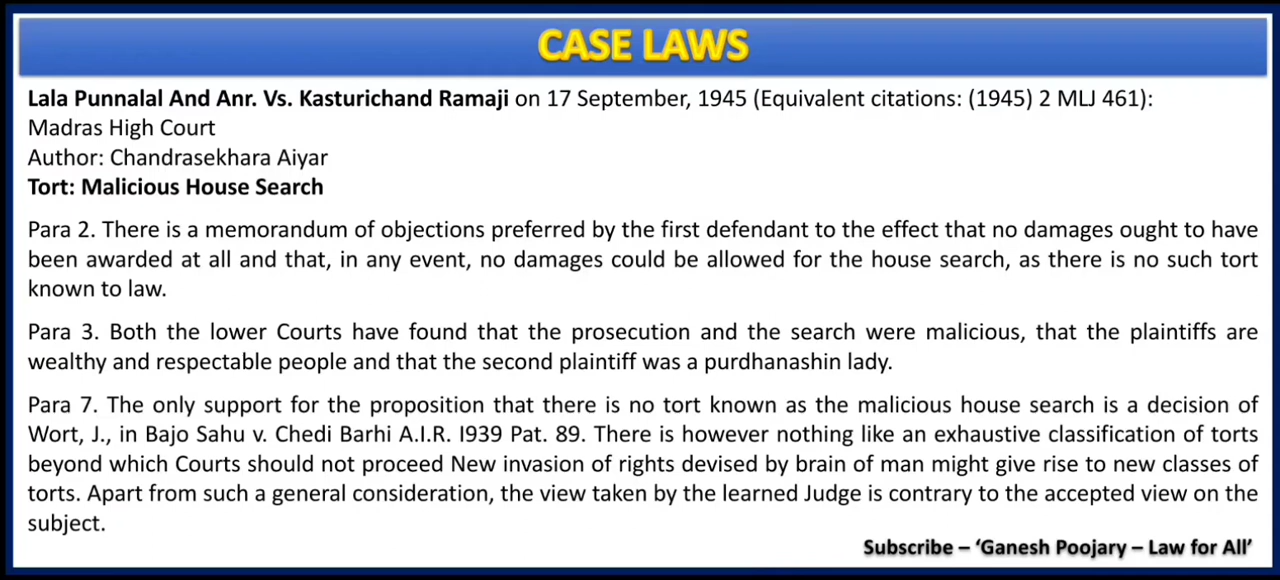 CASE LAWS
Lala Punnalal And Anr. Vs. Kasturichand Ramaji on 17 September, 1945 (Equivalent citations: (1945) 2 MLJ 461):
Madras High Court
Author: Chandrasekhara Aiyar
Tort: Malicious House Search
Para 2. There is a memorandum of objections preferred by the first defendant to the effect that no damages ought to have
been awarded at all and that, in any event, no damages could be allowed for the house search, as there is no such tort
known to law.
Para 3. Both the lower Courts have found that the prosecution and the search were malicious, that the plaintiffs are
wealthy and respectable people and that the second plaintiff was a purdhanashin lady.
Para 7. The only support for the proposition that there is no tort known as the malicious house search is a decision of
Wort, J., in Bajo Sahu v. Chedi Barhi A.I.R. I939 Pat. 89. There is however nothing like an exhaustive classification of torts
beyond which Courts should not proceed New invasion of rights devised by brain of man might give rise to new classes of
torts. Apart from such a general consideration, the view taken by the learned Judge is contrary to the accepted view on the
subject.
Subscribe – ‘Ganesh Poojary – Law for All’